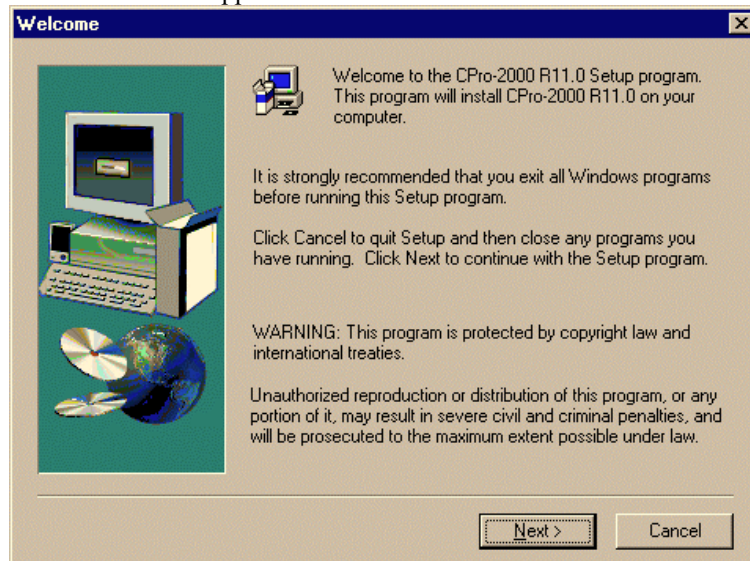 Welcome
Welcome to the CPro-2000 R11.0 Setup program.
This program will install CPro-2000 R11.0 on your
computer.
It is strongly recommended that you exit all Windows programs
before running this Setup program.
Click Cancel to quit Setup and then close any programs you
have running. Click Next to continue with the Setup program.
WARNING: This program is protected by copyright law and
international treaties.
Unauthorized reproduction or distribution of this program, or any
portion of it, may result in severe civil and criminal penalties, and
will be prosecuted to the maximum extent possible under law.
Next > Cancel